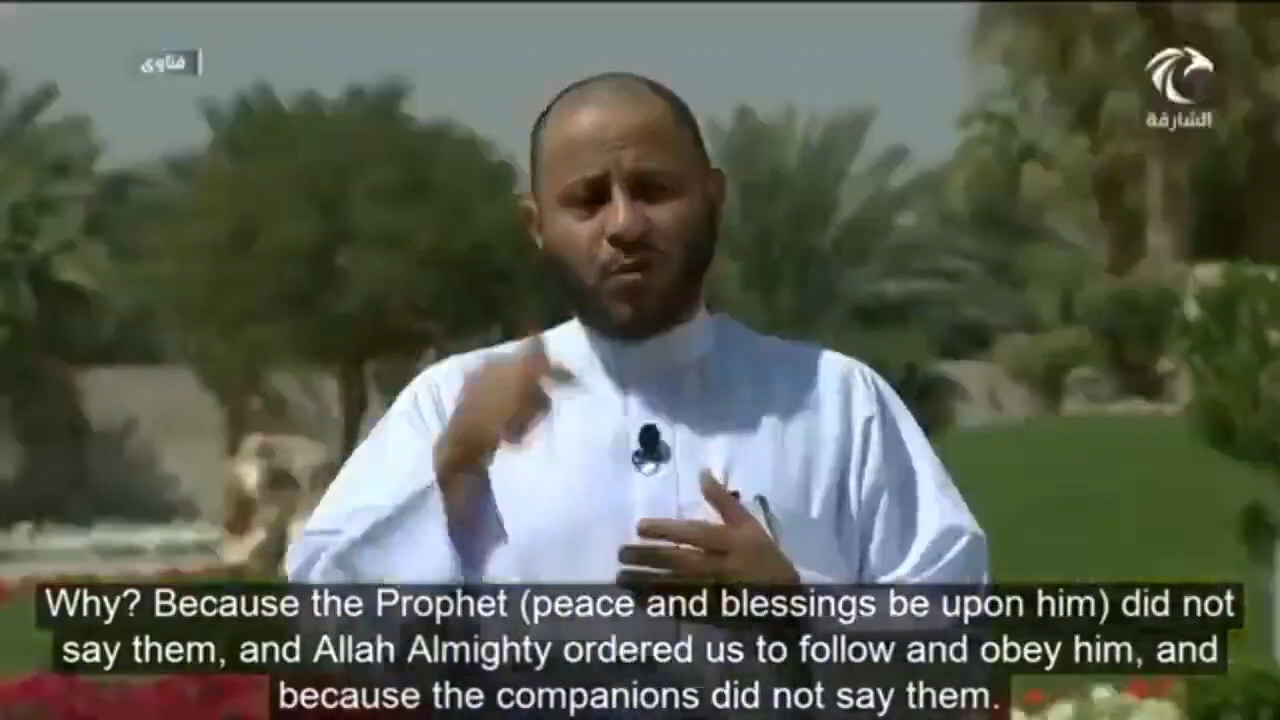 فتاوى
الشارقة
Why? Because the Prophet (peace and blessings be upon him) did not
say them, and Allah Almighty ordered us to follow and obey him, and
because the companions did not say them.